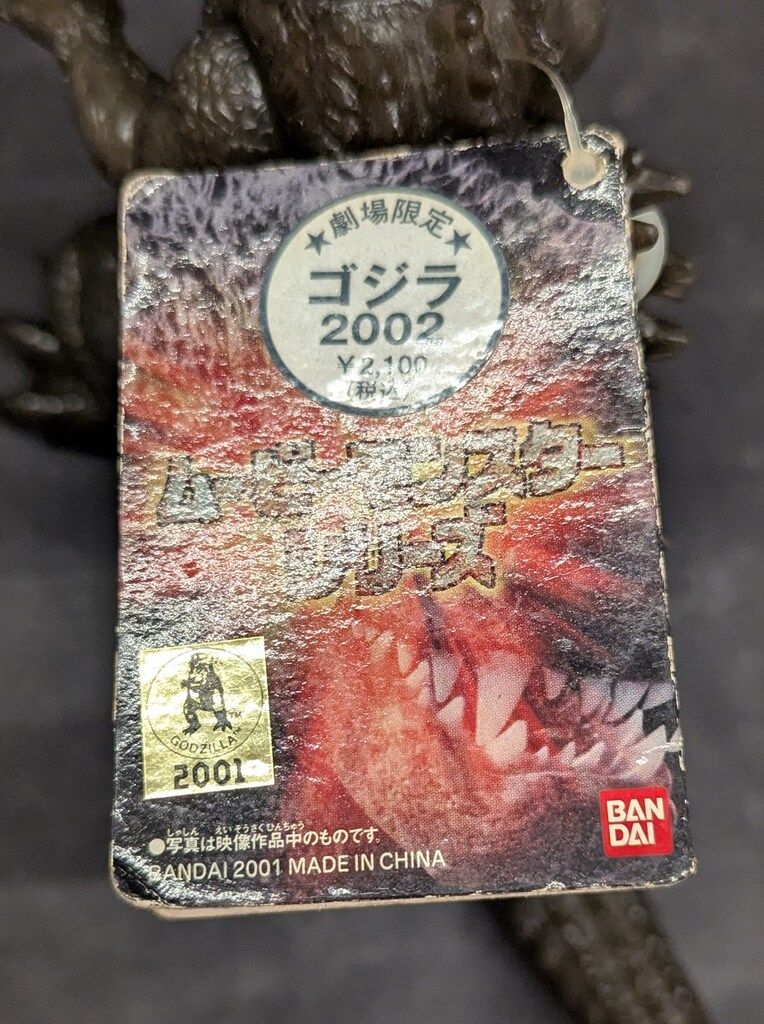 ★劇場限定★
ゴジラ
2002
￥2,100
(税込)
ムービーモンスター
シリーズ
TM
GODZILLA
2001
しゃしん えいぞうさくひんちゅう
●写真は映像作品中のものです。
BANDAI 2001 MADE IN CHINA
BAN
DAI